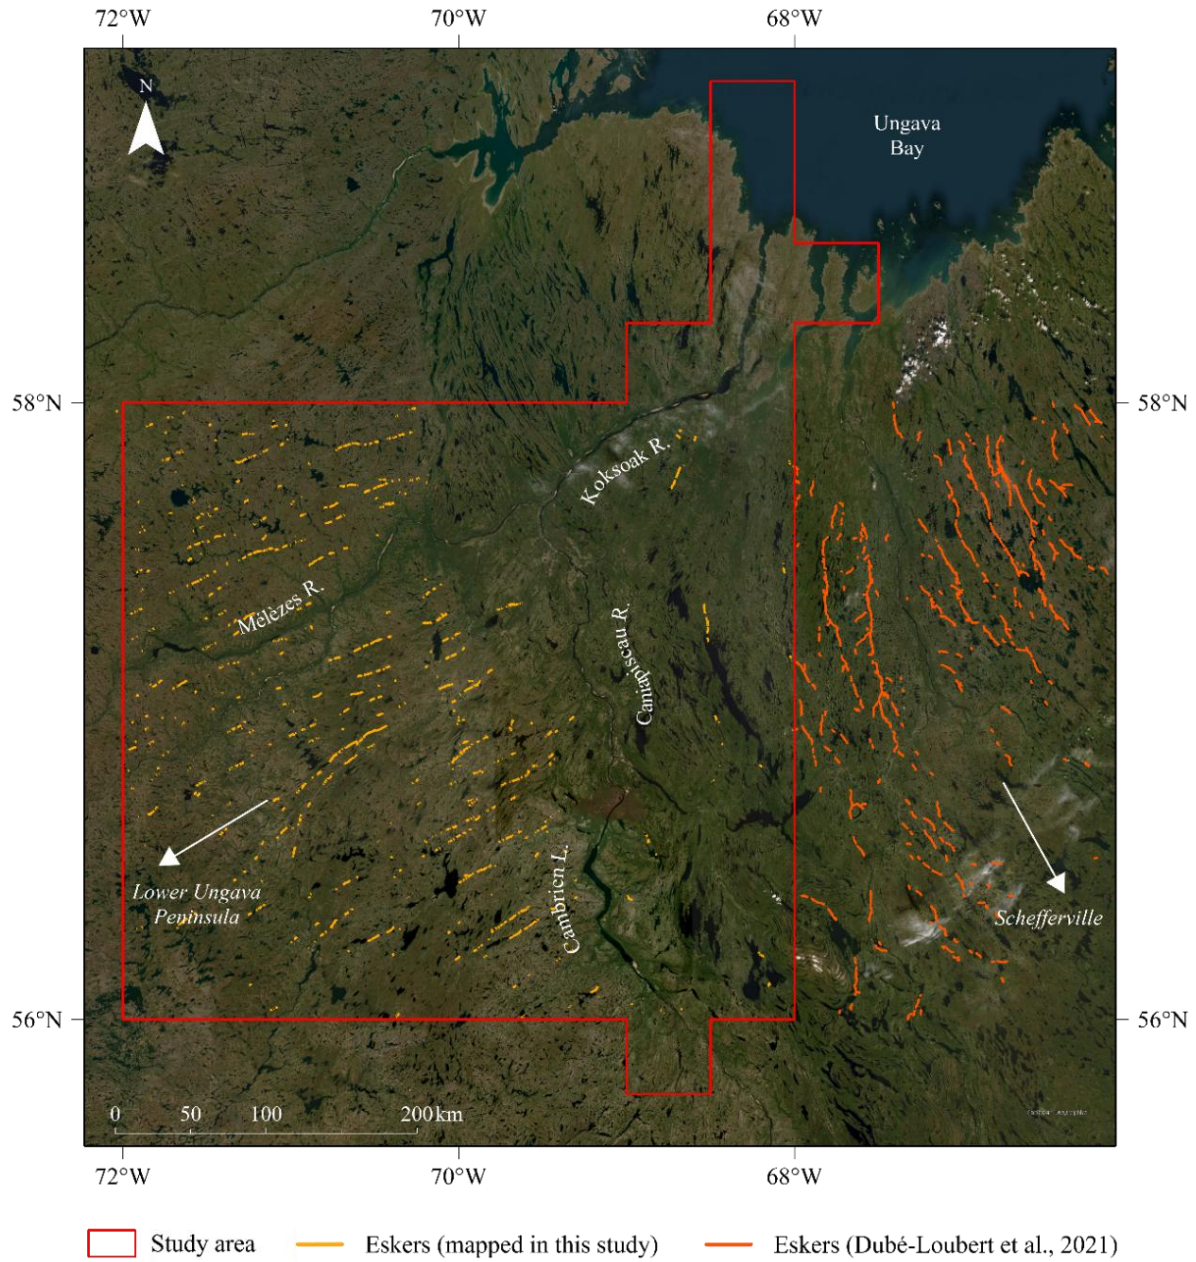 72°W 70°W 68°W
N
Ungava
Bay
58°N 58°N
Koksoak R.
Mélèzes R.
Caniapiscau R.
Lower Ungava
Peninsula
Cambrien L.
Schefferville
56°N 56°N
0 50 100 200 km
72°W 70°W 68°W
Study area Eskers (mapped in this study) Eskers (Dubé-Loubert et al., 2021)